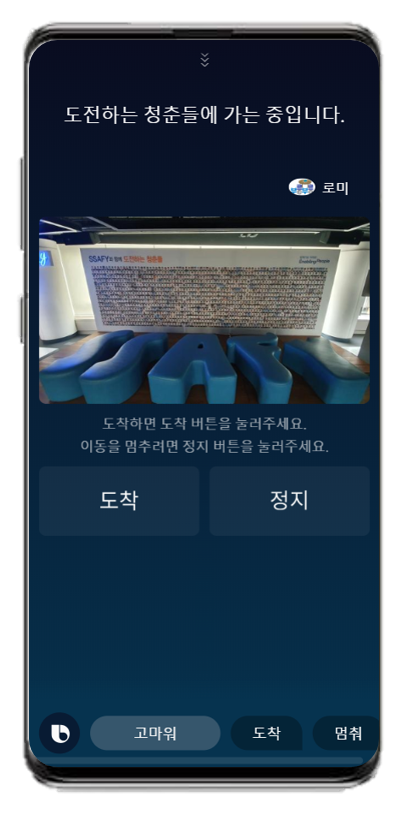 도전하는 청춘들에 가는 중입니다.
로미
SSAFY와 함께 도전하는 청춘들
도착하면 도착 버튼을 눌러주세요.
이동을 멈추려면 정지 버튼을 눌러주세요.
도착
정지
고마워
도착
멈춰